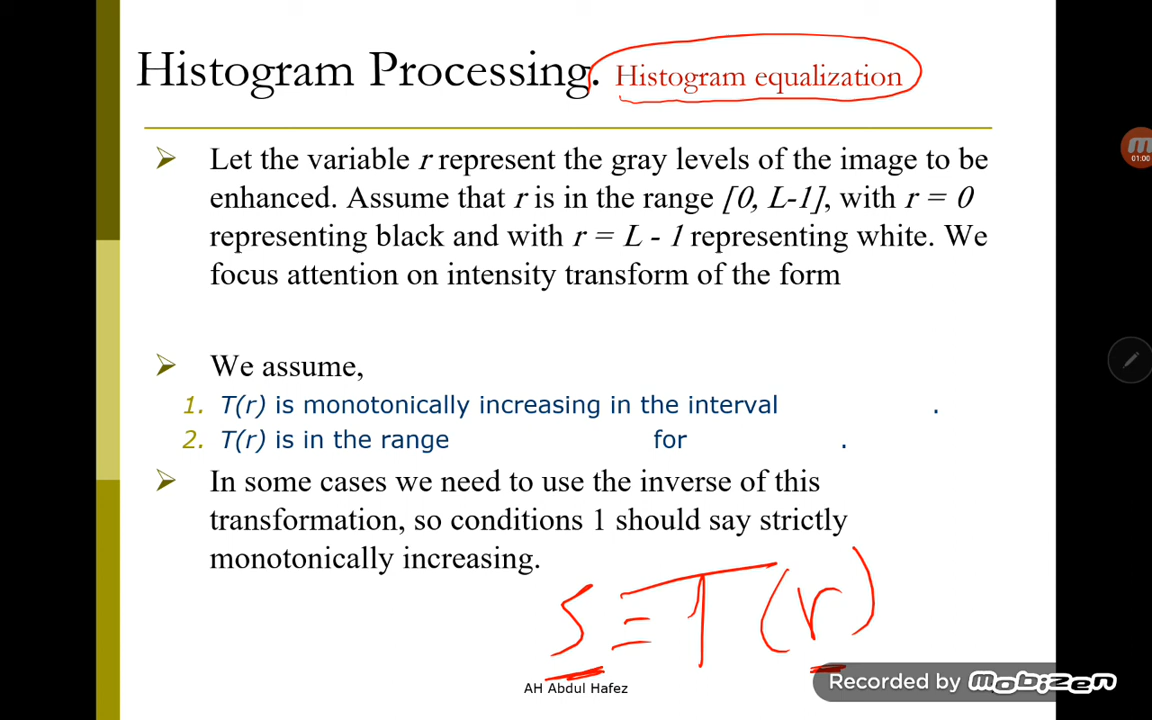 Histogram Processing. Histogram equalization
01:00
Let the variable r represent the gray levels of the image to be
enhanced. Assume that r is in the range [0, L-1], with r = 0
representing black and with r = L - 1 representing white. We
focus attention on intensity transform of the form
We assume,
1. T(r) is monotonically increasing in the interval .
2. T(r) is in the range for .
In some cases we need to use the inverse of this
transformation, so conditions 1 should say strictly
monotonically increasing.
s = T(r)
Recorded by mobizen
AH Abdul Hafez